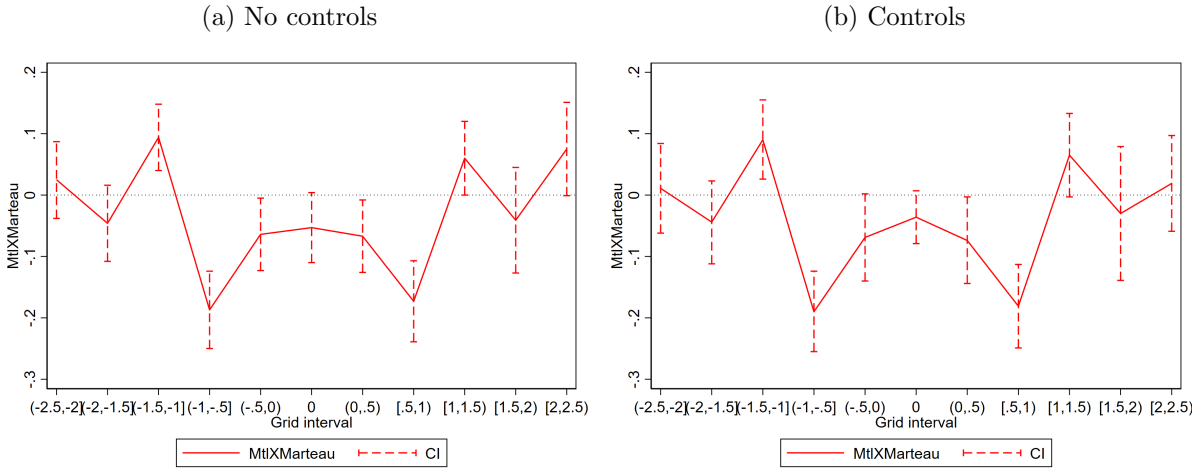 (a) No controls
(b) Controls
MtlXMarteau
.2
.1
0
-.1
-.2
-.3
(-2.5,-2] (-2,-1.5] (-1.5,-1] (-1,-.5] (-.5,0) 0 (0,.5) [.5,1) [1,1.5) [1.5,2) [2,2.5)
Grid interval
MtlXMarteau CI
MtlXMarteau
.2
.1
0
-.1
-.2
-.3
(-2.5,-2] (-2,-1.5] (-1.5,-1] (-1,-.5] (-.5,0) 0 (0,.5) [.5,1) [1,1.5) [1.5,2) [2,2.5)
Grid interval
MtlXMarteau CI